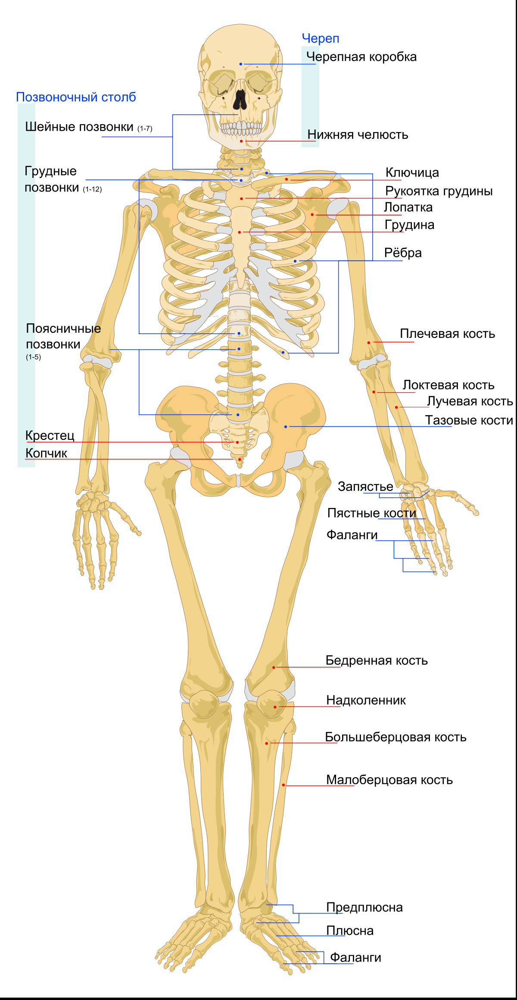 Череп
Черепная коробка
Позвоночный столб
Шейные позвонки (1-7)
Нижняя челюсть
Грудные
позвонки (1-12)
Ключица
Рукоятка грудины
Лопатка
Грудина
Рёбра
Поясничные
позвонки
(1-5)
Плечевая кость
Локтевая кость
Лучевая кость
Тазовые кости
Крестец
Копчик
Запястье
Пястные кости
Фаланги
Бедренная кость
Надколенник
Большеберцовая кость
Малоберцовая кость
Предплюсна
Плюсна
Фаланги